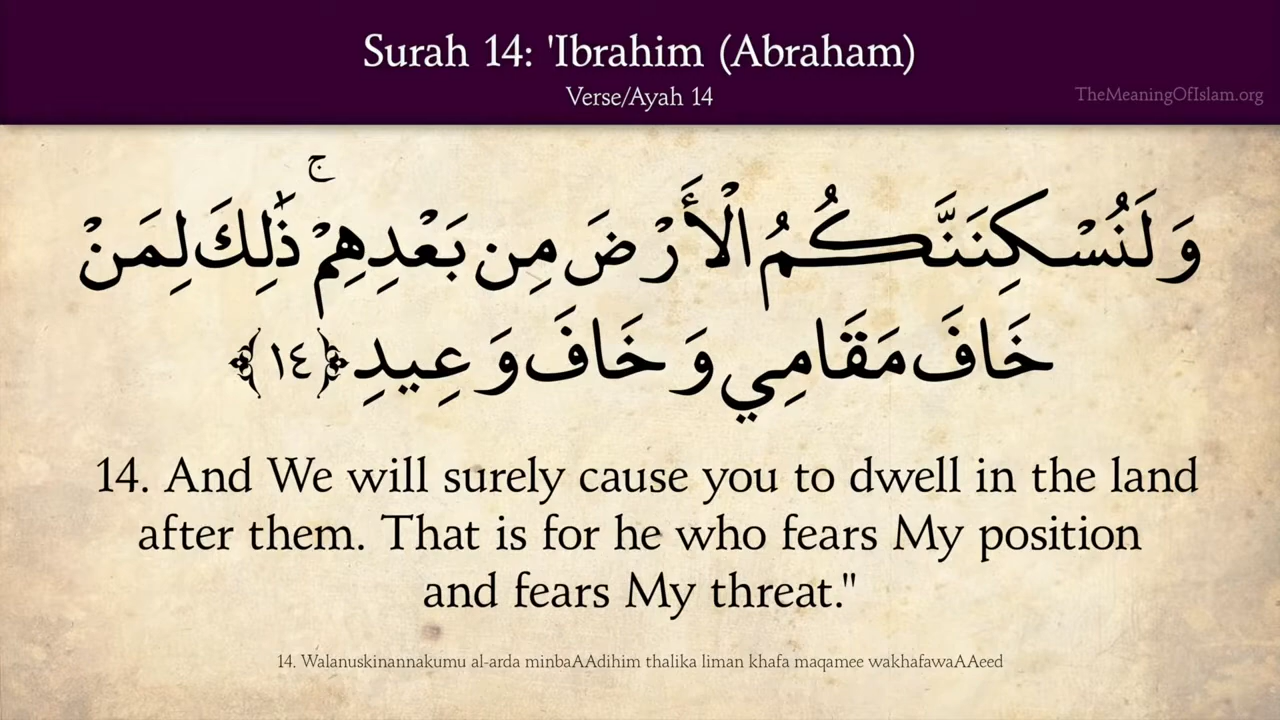 Surah 14: 'Ibrahim (Abraham)
Verse/Ayah 14
TheMeaningOfIslam.org
وَلَنُسْكِنَنَّكُمُ الْأَرْضَ مِن بَعْدِهِمْ ۚ ذَٰلِكَ لِمَنْ
خَافَ مَقَامِي وَخَافَ وَعِيدِ ﴿١٤﴾
14. And We will surely cause you to dwell in the land
after them. That is for he who fears My position
and fears My threat."
14. Walanuskinannakumu al-arda minbaAAdihim thalika liman khafa maqamee wakhafawaAAeed